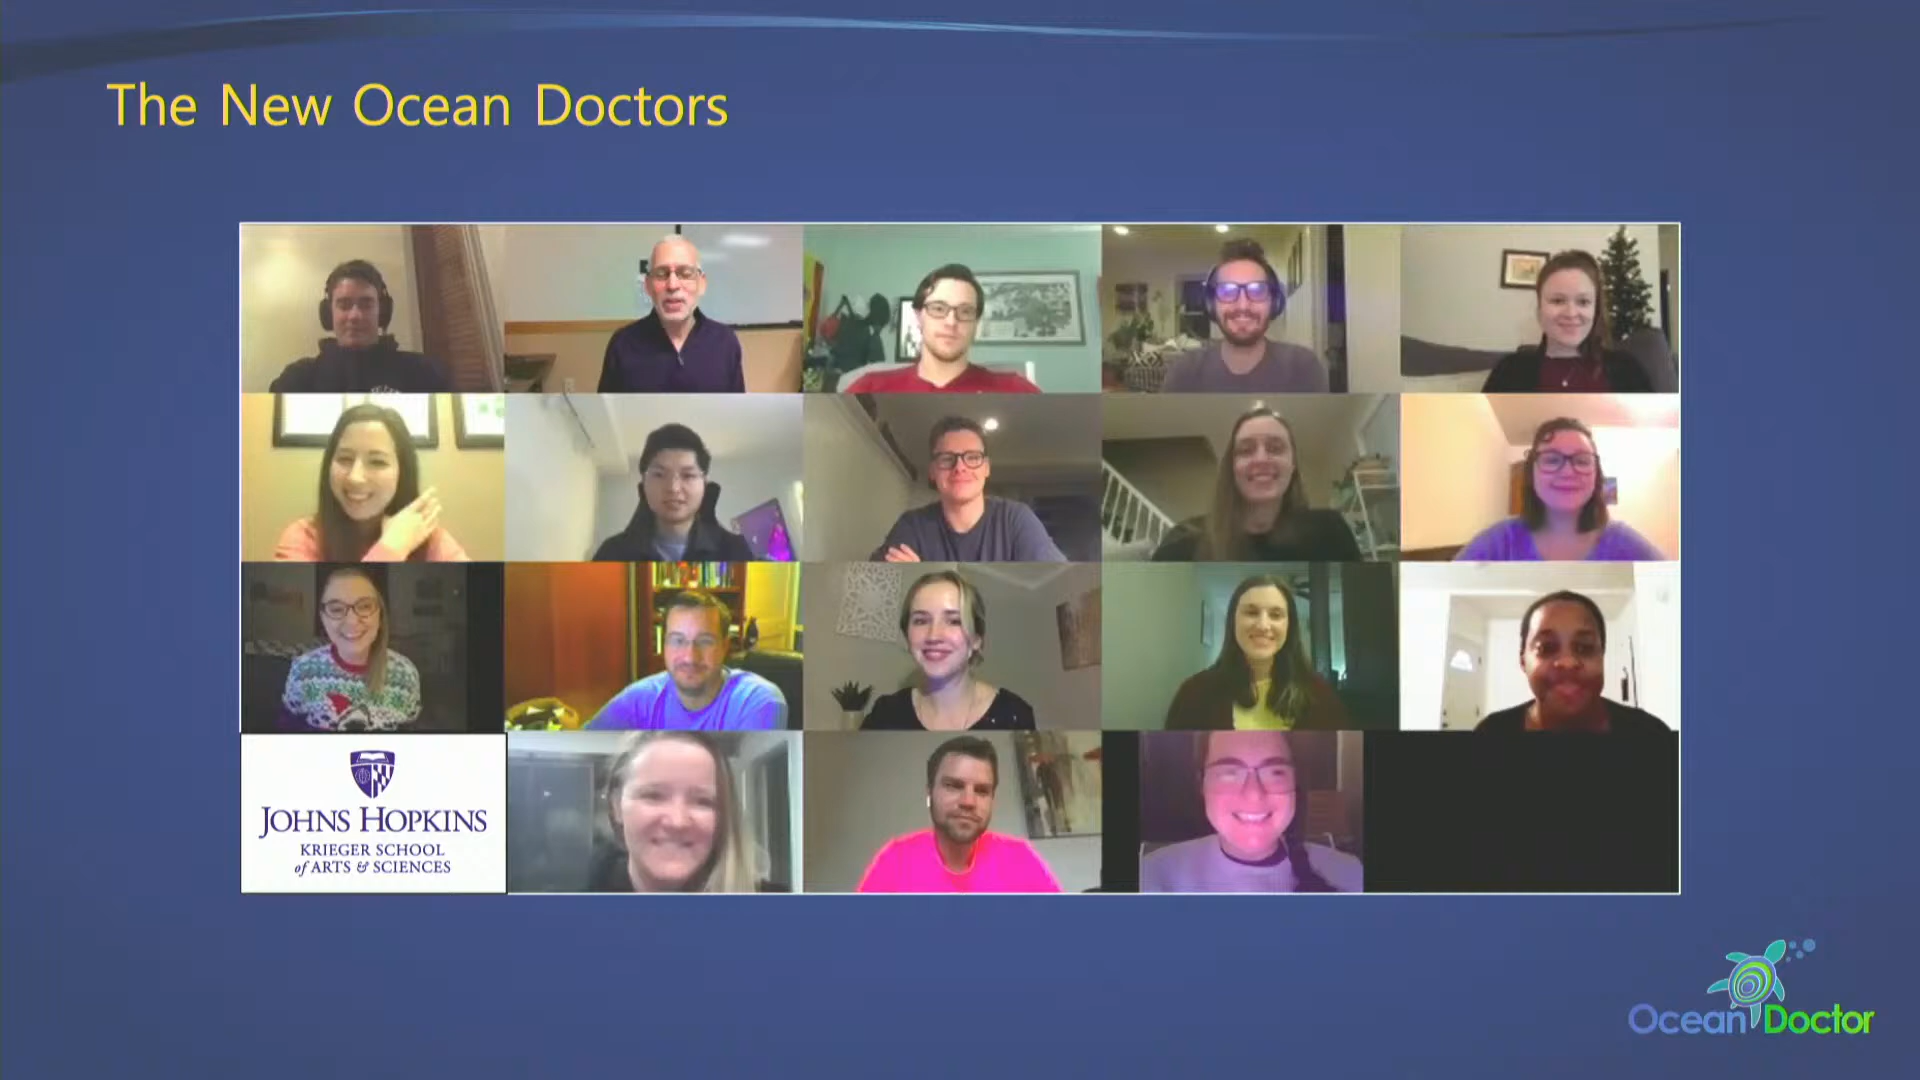 The New Ocean Doctors
JOHNS HOPKINS
KRIEGER SCHOOL
of ARTS & SCIENCES
Ocean Doctor